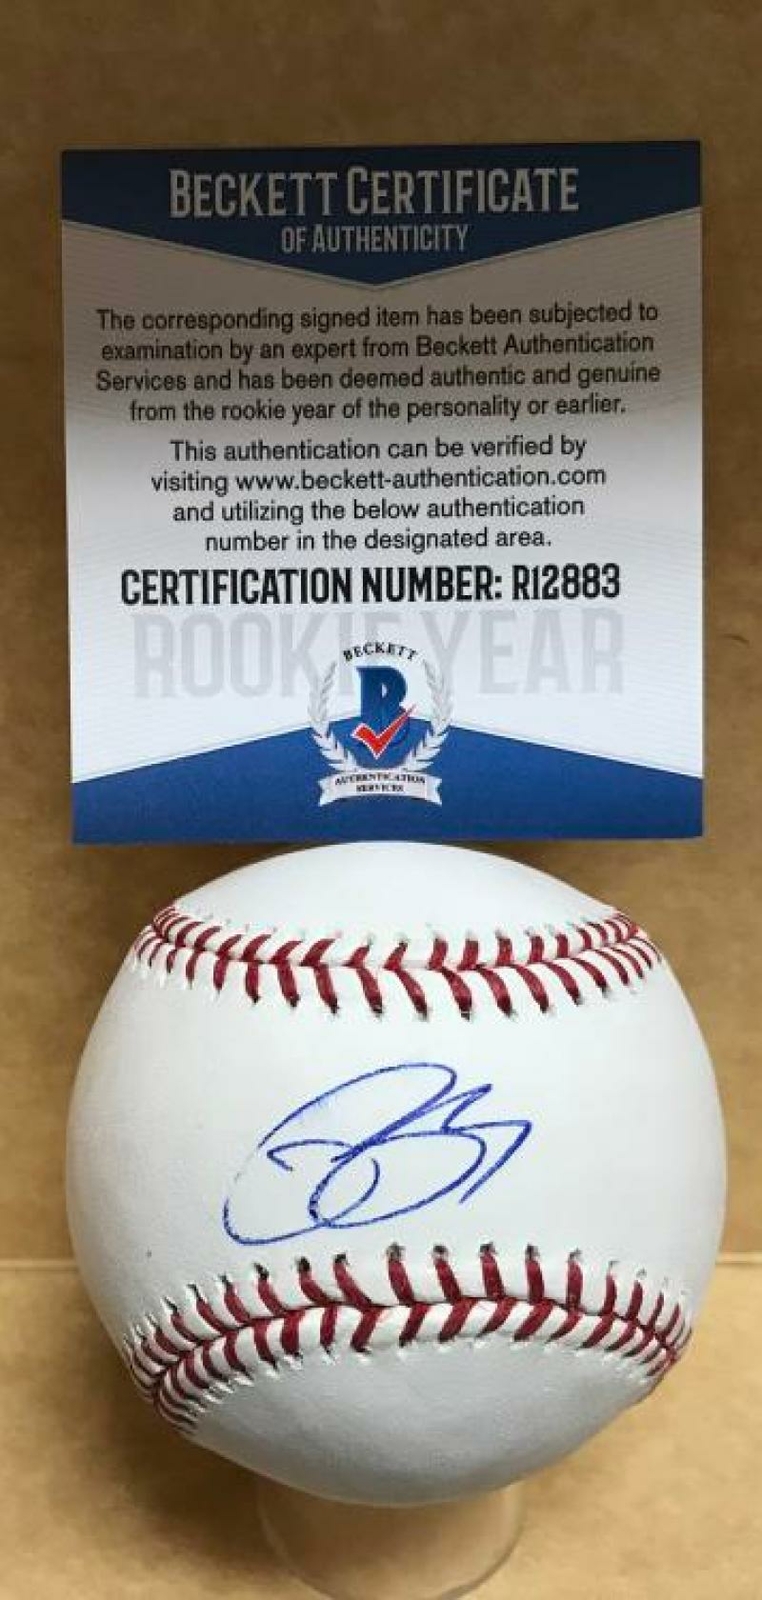 BECKETT CERTIFICATE
OF AUTHENTICITY
The corresponding signed item has been subjected to
examination by an expert from Beckett Authentication
Services and has been deemed authentic and genuine
from the rookie year of the personality or earlier.
This authentication can be verified by
visiting www.beckett-authentication.com
and utilizing the below authentication
number in the designated area.
CERTIFICATION NUMBER: R12883
ROOKIE YEAR
BECKETT
B
AUTHENTICATION
SERVICES